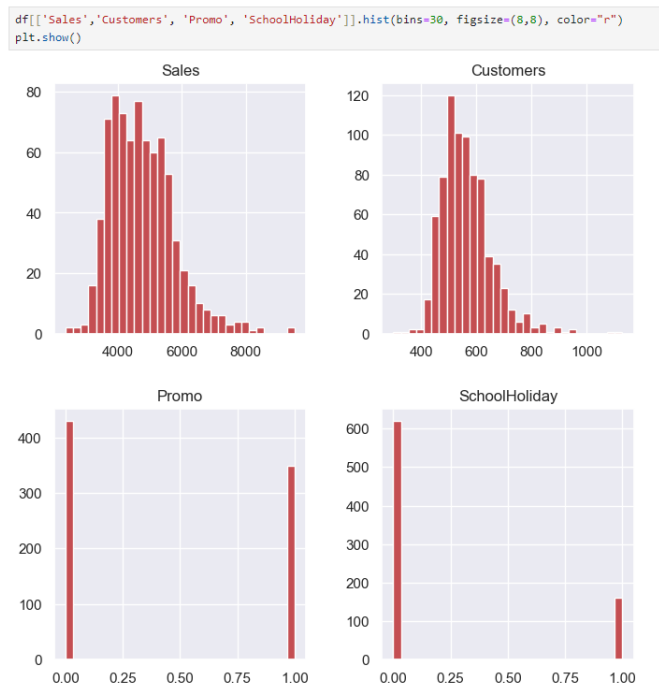 df[['Sales','Customers', 'Promo', 'SchoolHoliday']].hist(bins=30, figsize=(8,8), color="r")
plt.show()
Sales
80
60
40
20
0
4000 6000 8000
Customers
120
100
80
60
40
20
0
400 600 800 1000
Promo
400
300
200
100
0
0.00 0.25 0.50 0.75 1.00
SchoolHoliday
600
500
400
300
200
100
0
0.00 0.25 0.50 0.75 1.00